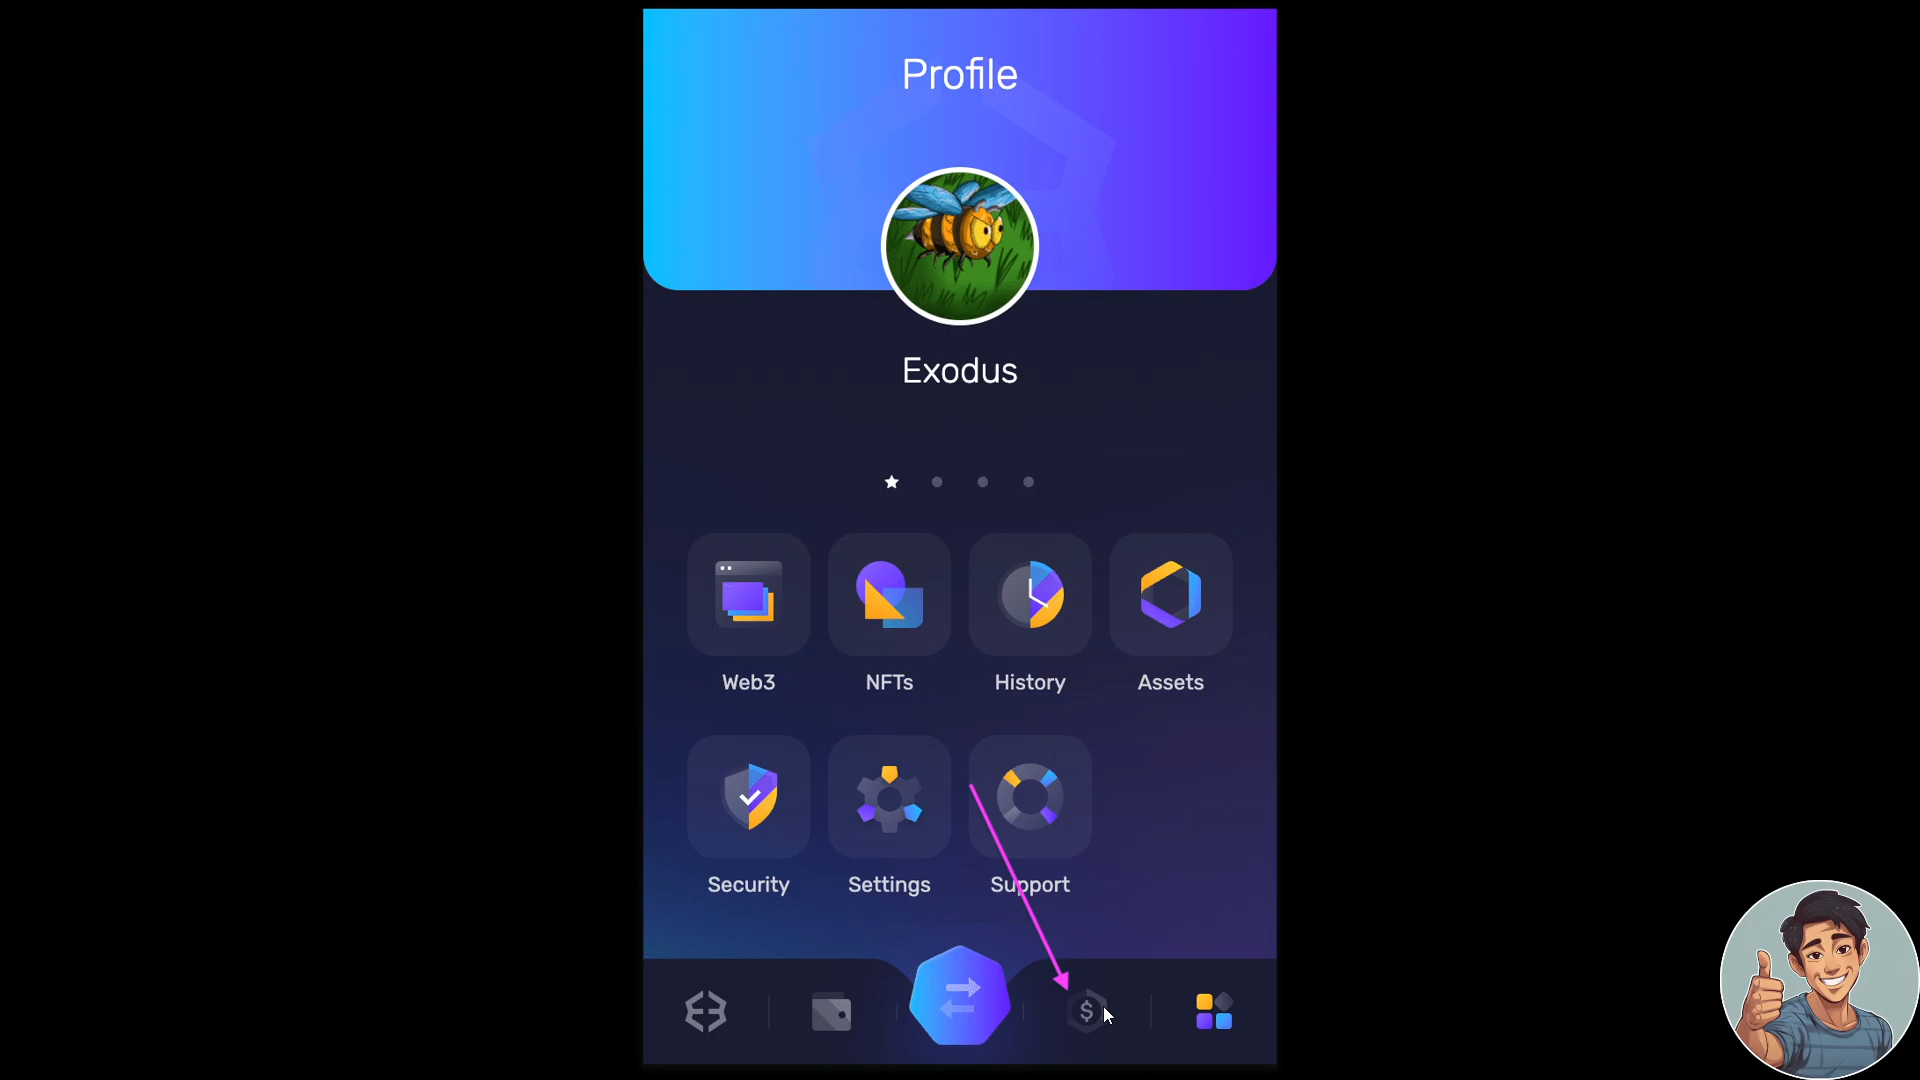 Profile
Exodus
Web3
NFTs
History
Assets
Security
Settings
Support
$